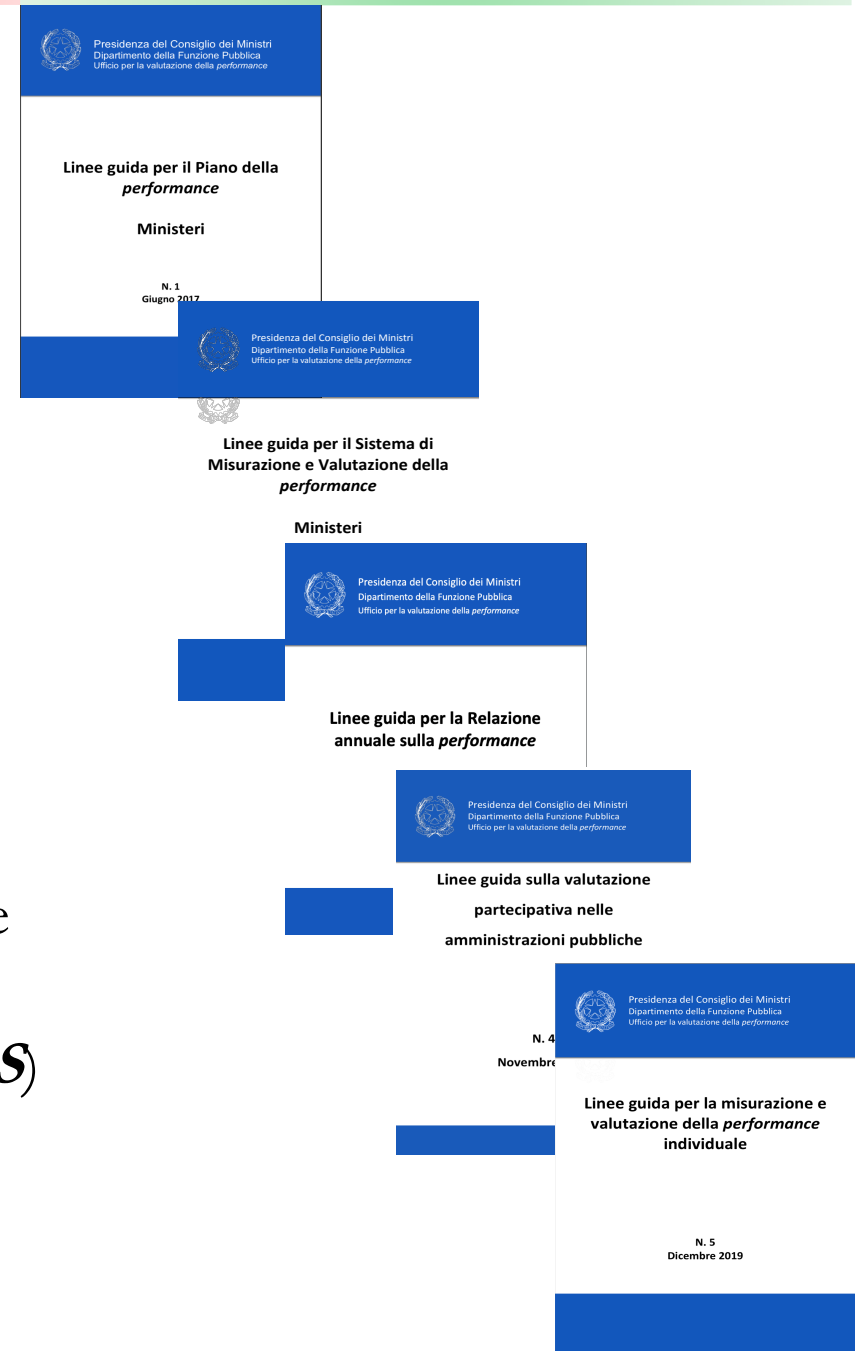 Presidenza del Consiglio dei Ministri
Dipartimento della Funzione Pubblica
Ufficio per la valutazione della performance
Linee guida per il Piano della
performance
Ministeri
N. 1
Giugno 2017
Presidenza del Consiglio dei Ministri
Dipartimento della Funzione Pubblica
Ufficio per la valutazione della performance
Linee guida per il Sistema di
Misurazione e Valutazione della
performance
Ministeri
Presidenza del Consiglio dei Ministri
Dipartimento della Funzione Pubblica
Ufficio per la valutazione della performance
Linee guida per la Relazione
annuale sulla performance
Presidenza del Consiglio dei Ministri
Dipartimento della Funzione Pubblica
Ufficio per la valutazione della performance
Linee guida sulla valutazione
partecipativa nelle
amministrazioni pubbliche
e
s)
N. 4
Novembre
Presidenza del Consiglio dei Ministri
Dipartimento della Funzione Pubblica
Ufficio per la valutazione della performance
Linee guida per la misurazione e
valutazione della performance
individuale
N. 5
Dicembre 2019